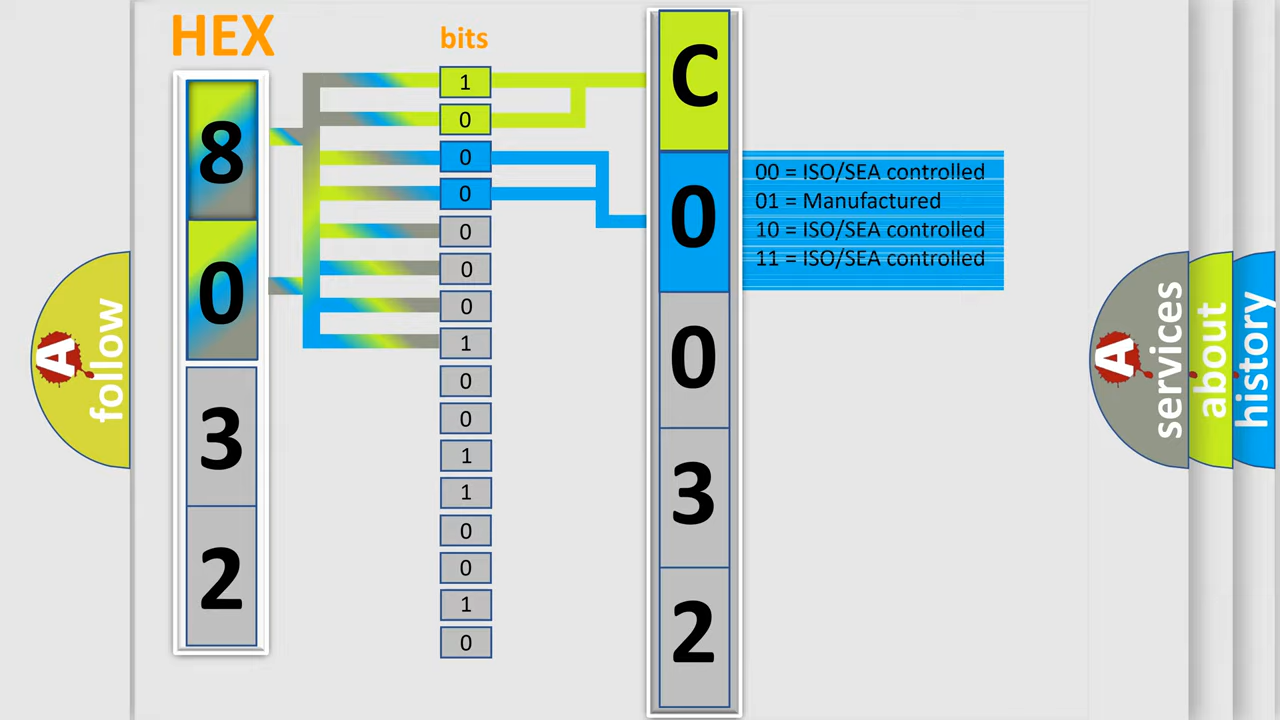 HEX
bits
8
0
3
2
1
0
0
0
0
0
0
1
0
0
1
1
0
0
1
0
C
0
0
3
2
00 = ISO/SEA controlled
01 = Manufactured
10 = ISO/SEA controlled
11 = ISO/SEA controlled
A
follow
A
services
about
history